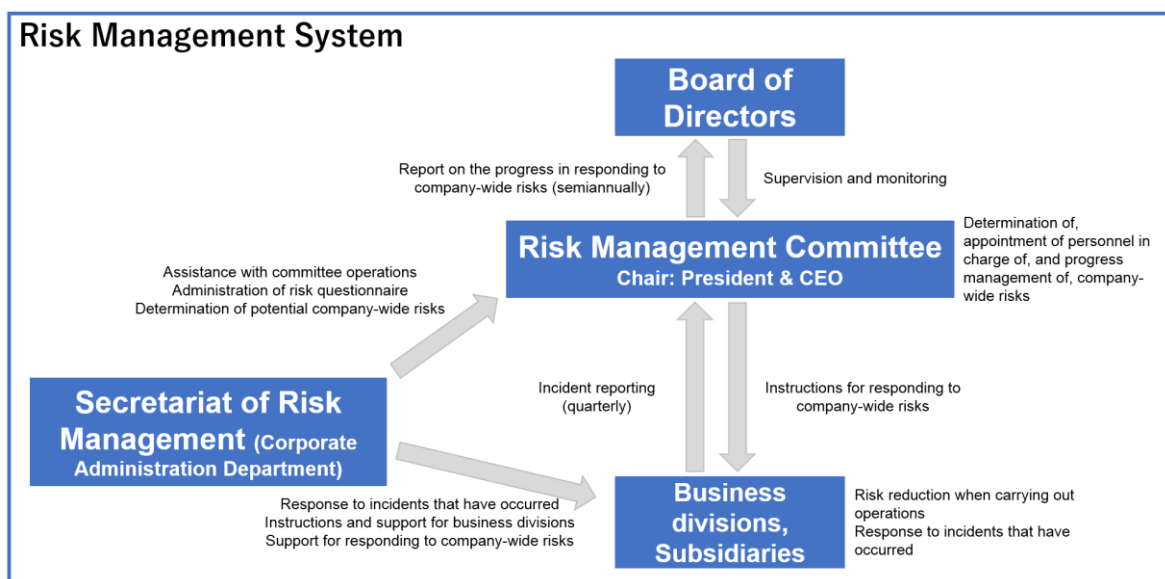 Risk Management System
Board of
Directors
Report on the progress in responding to
company-wide risks (semiannually)
Supervision and monitoring
Risk Management Committee
Chair: President & CEO
Determination of,
appointment of personnel in
charge of, and progress
management of, company-
wide risks
Assistance with committee operations
Administration of risk questionnaire
Determination of potential company-wide risks
Secretariat of Risk
Management (Corporate
Administration Department)
Incident reporting
(quarterly)
Instructions for responding to
company-wide risks
Response to incidents that have occurred
Instructions and support for business divisions
Support for responding to company-wide risks
Business
divisions,
Subsidiaries
Risk reduction when carrying out
operations
Response to incidents that have
occurred